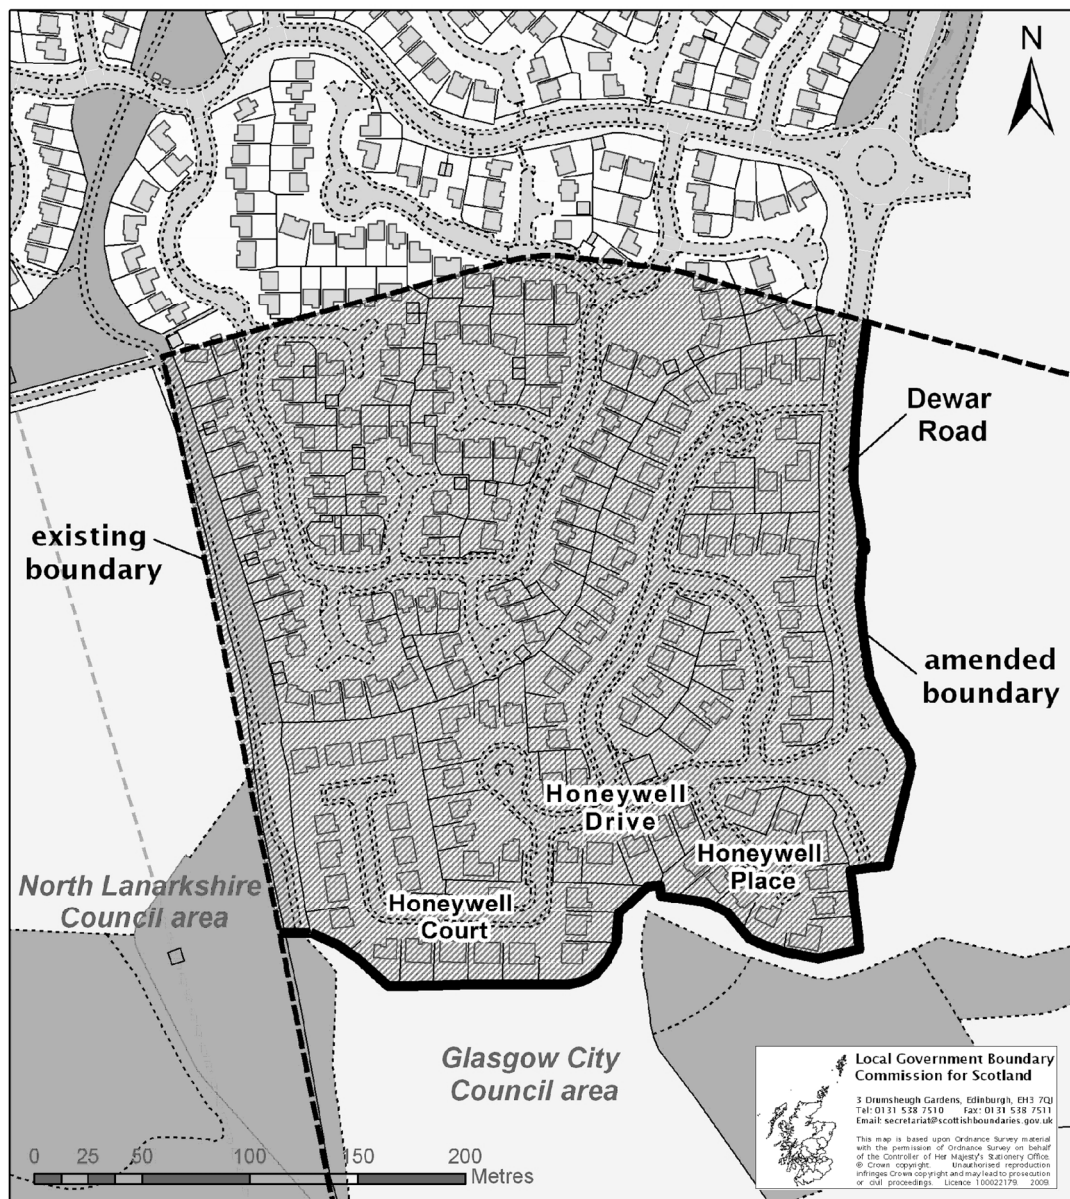 N
Dewar
Road
existing
boundary
amended
boundary
Honeywell
Drive
Honeywell
Place
North Lanarkshire
Council area
Honeywell
Court
Glasgow City
Council area
Local Government Boundary
Commission for Scotland
3 Drumsheugh Gardens, Edinburgh, EH3 7QJ
Tel: 0131 538 7510 Fax: 0131 538 7511
Email: secretariat@scottishboundaries.gov.uk
This map is based upon Ordnance Survey material
with the permission of Ordnance Survey on behalf
of the Controller of Her Majesty's Stationery Office.
© Crown copyright. Unauthorised reproduction
infringes Crown copyright and may lead to prosecution
or civil proceedings. Licence 100022179. 2009.
0 25 50 100 150 200
Metres